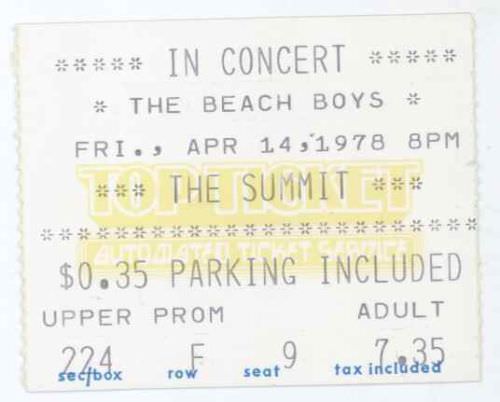 ***** IN CONCERT *****
* THE BEACH BOYS *
FRI., APR 14,1978 8PM
TOP TICKET
*** THE SUMMIT ***
AUTOMATED TICKET SERVICE
$0.35 PARKING INCLUDED
UPPER PROM ADULT
224 F 9 7.35
sec/box row seat tax included